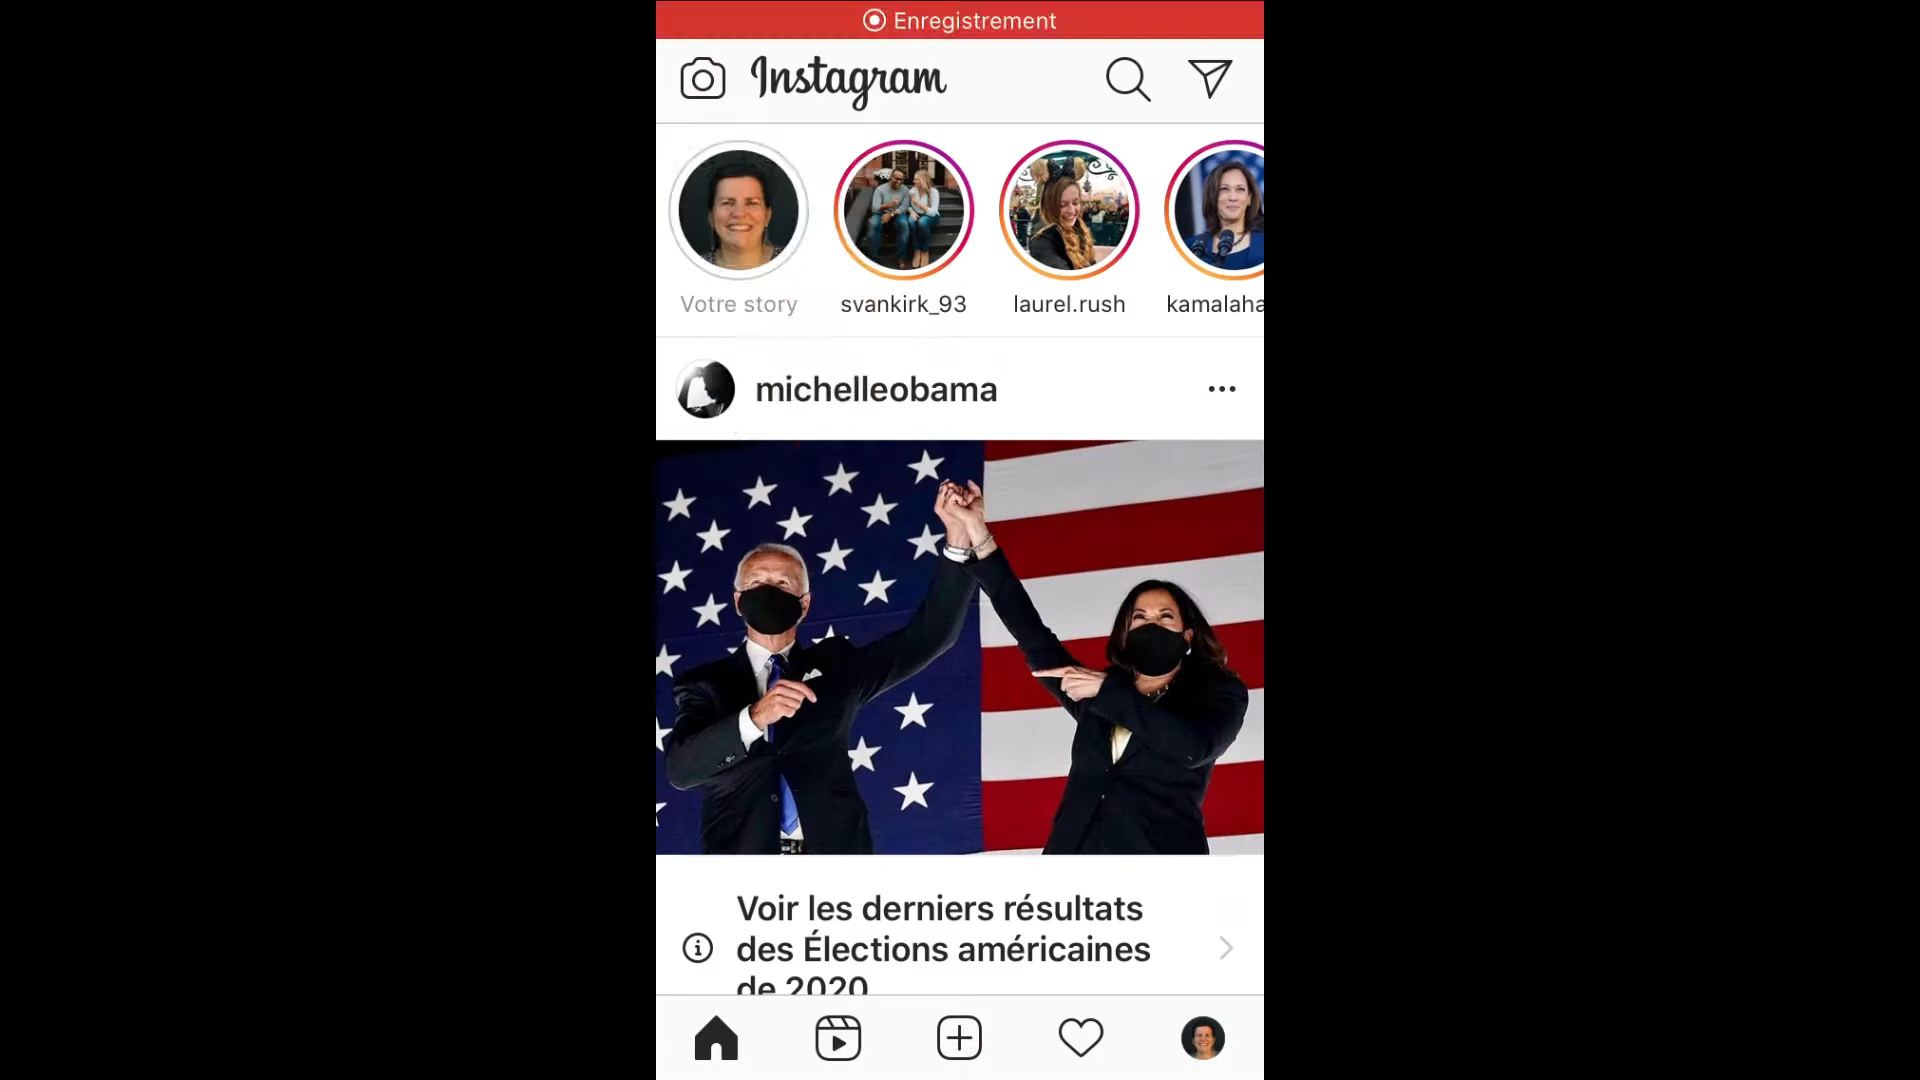 Enregistrement
Instagram
Votre story
svankirk_93
laurel.rush
kamalaha
michelleobama
Voir les derniers résultats
des Élections américaines
de 2020